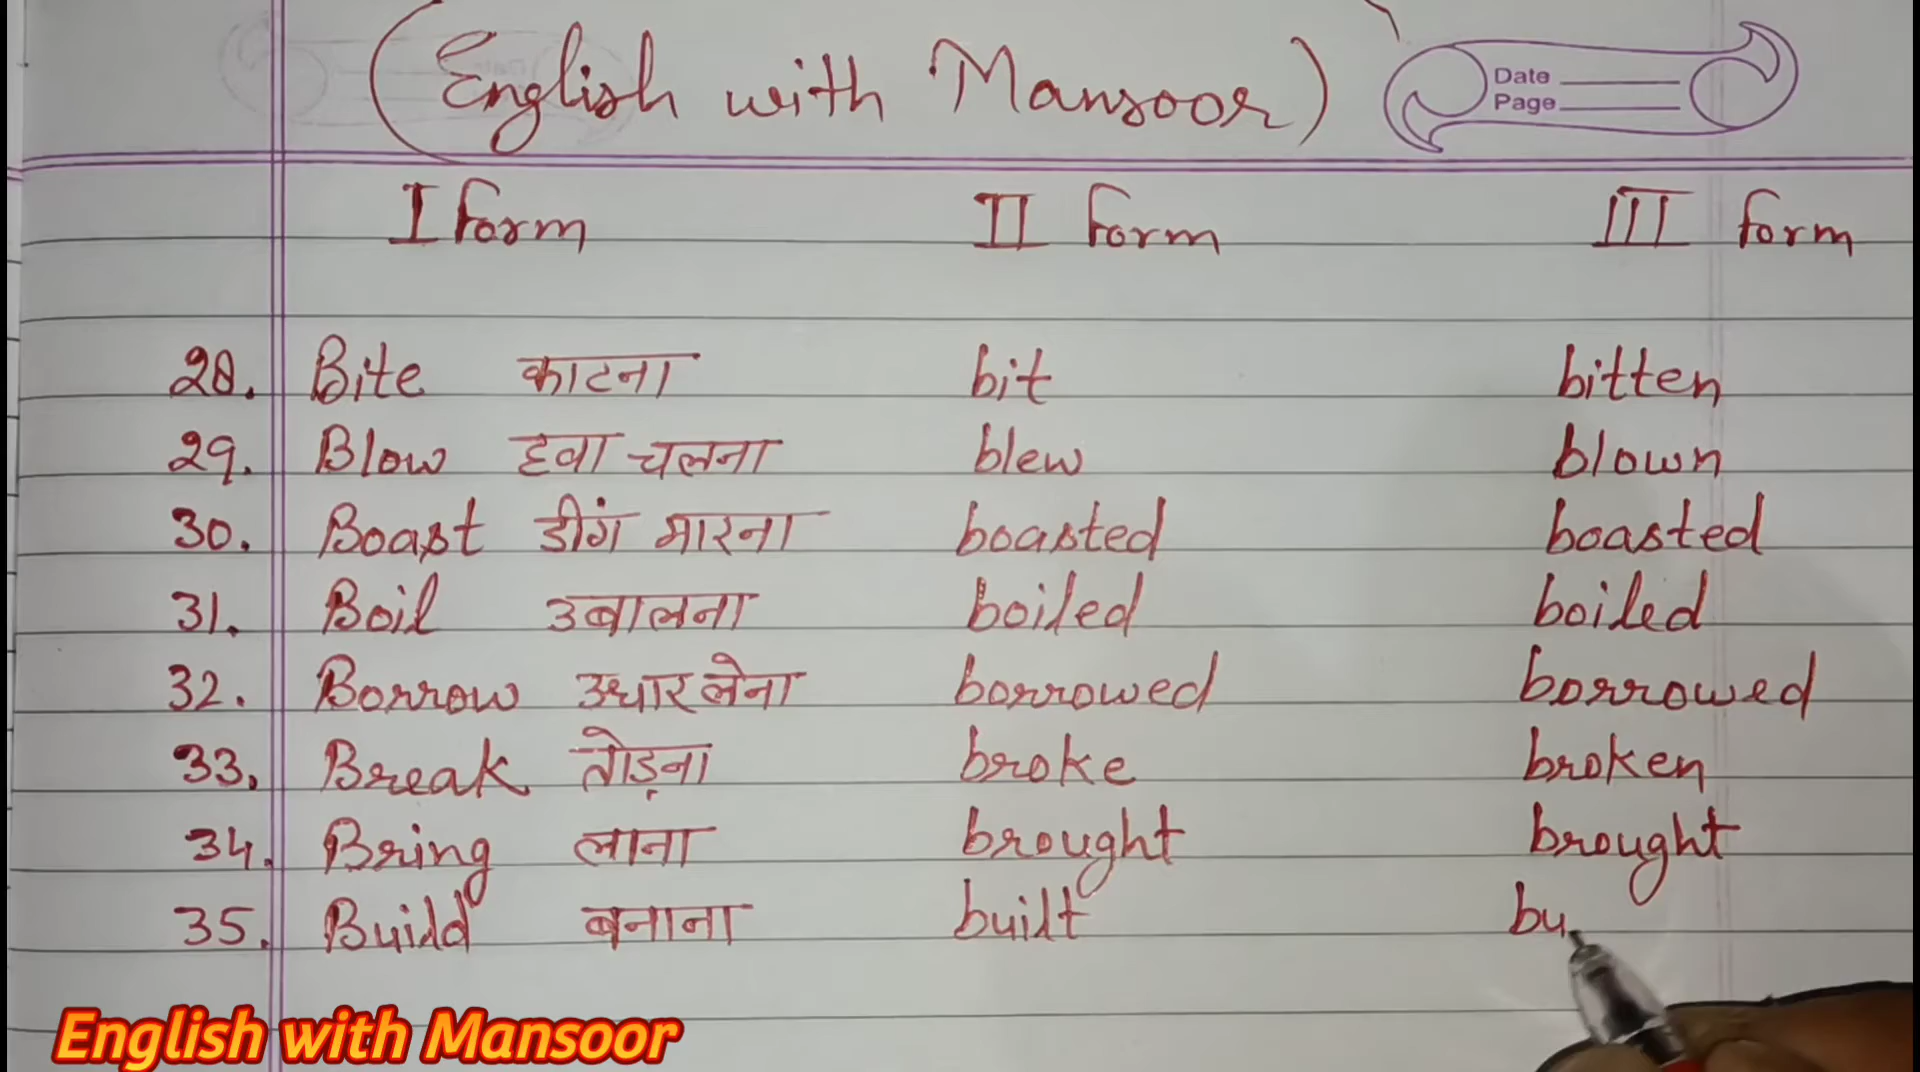 (English with Mansoor)
Date
Page
I form II form III form
28. Bite काटना bit bitten
29. Blow हवा चलना blew blown
30. Boast डींग मारना boasted boasted
31. Boil उबालना boiled boiled
32. Borrow उधार लेना borrowed borrowed
33. Break तोड़ना broke broken
34. Bring लाना brought brought
35. Build बनाना built bu
English with Mansoor